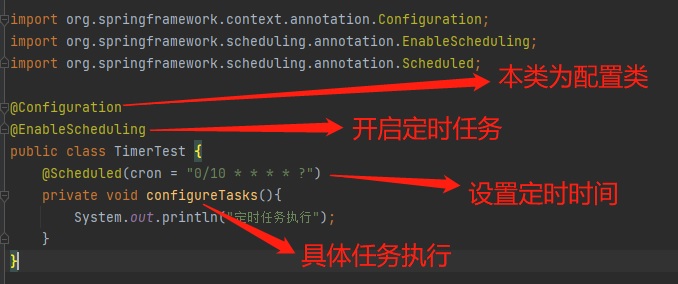 import org.springframework.context.annotation.Configuration;
import org.springframework.scheduling.annotation.EnableScheduling;
import org.springframework.scheduling.annotation.Scheduled;
本类为配置类
@Configuration
@EnableScheduling
开启定时任务
public class TimerTest {
@Scheduled(cron = "0/10 * * * * ?")
设置定时时间
private void configureTasks(){
System.out.println("定时任务执行");
}
具体任务执行
}